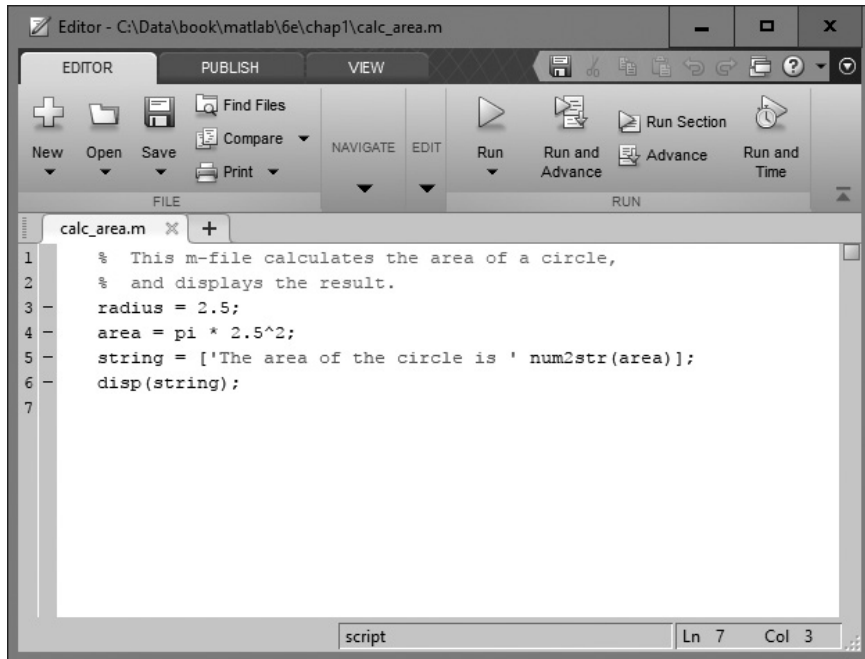 Editor - C:\Data\book\matlab\6e\chap1\calc_area.m
EDITOR PUBLISH VIEW
New
Open
Save
Find Files
Compare
Print
FILE
NAVIGATE
EDIT
Run
Run and Advance
Run Section
Advance
Run and Time
RUN
calc_area.m
1 % This m-file calculates the area of a circle,
2 % and displays the result.
3 - radius = 2.5;
4 - area = pi * 2.5^2;
5 - string = ['The area of the circle is ' num2str(area)];
6 - disp(string);
7
script Ln 7 Col 3